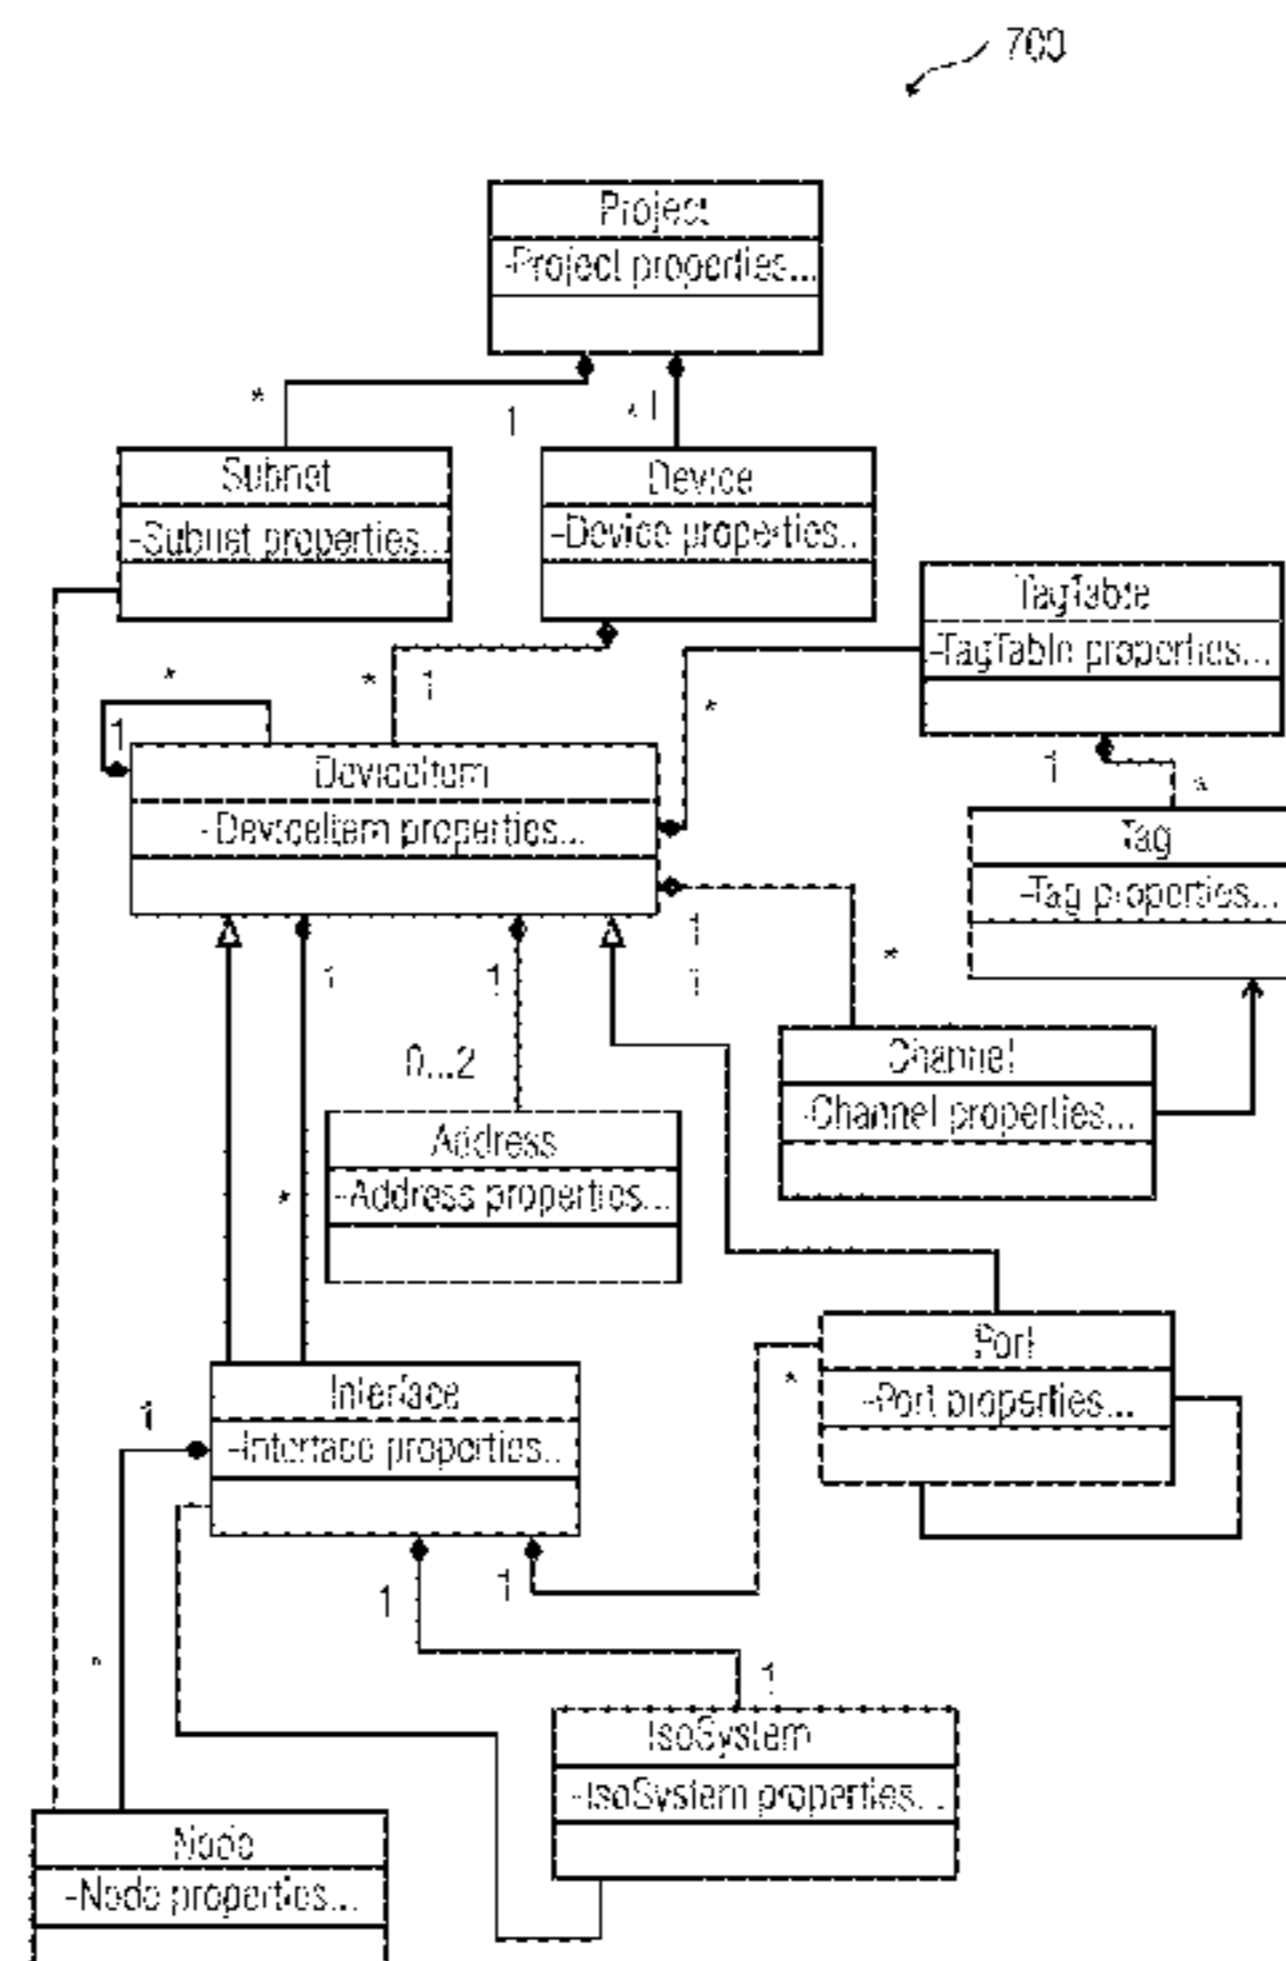 700
Project
-Project properties...
*
1
*
1
Subnet
-Subnet properties...
Device
-Device properties..
TagTable
-TagTable properties...
*
1
*
1
*
1
*
DeviceItem
-DeviceItem properties...
Tag
-Tag properties...
1
1
1
1
*
0...2
Channel
-Channel properties...
Address
-Address properties...
*
Port
-Port properties...
*
Interface
-Interface properties..
1
1
1
*
1
IsoSystem
-IsoSystem properties...
Node
-Node properties...